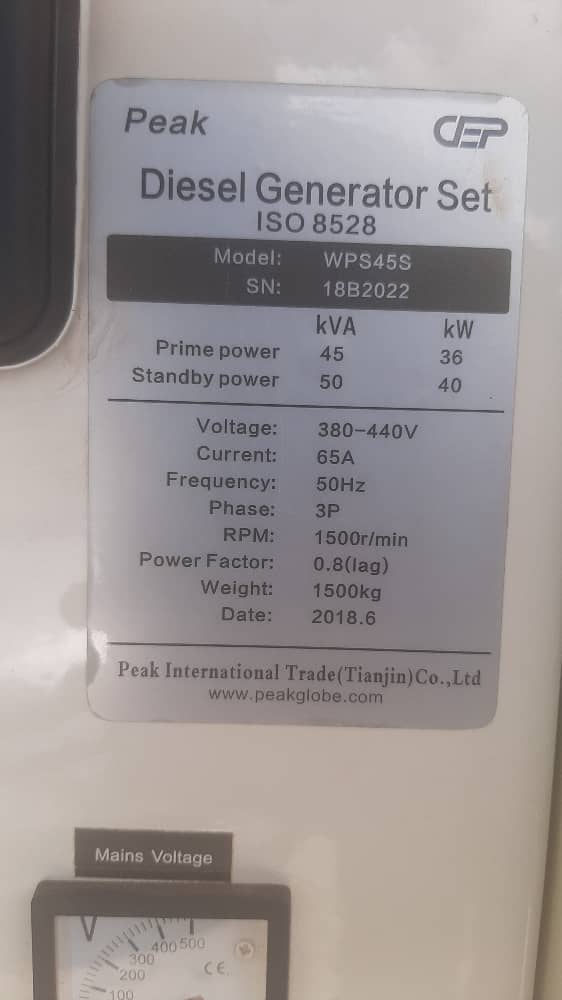 Peak CEP
Diesel Generator Set
ISO 8528
Model: WPS45S
SN: 18B2022
kVA kW
Prime power 45 36
Standby power 50 40
Voltage: 380-440V
Current: 65A
Frequency: 50Hz
Phase: 3P
RPM: 1500r/min
Power Factor: 0.8(lag)
Weight: 1500kg
Date: 2018.6
Peak International Trade(Tianjin)Co.,Ltd
www.peakglobe.com
Mains Voltage
V
400 500
300
200
CE
100